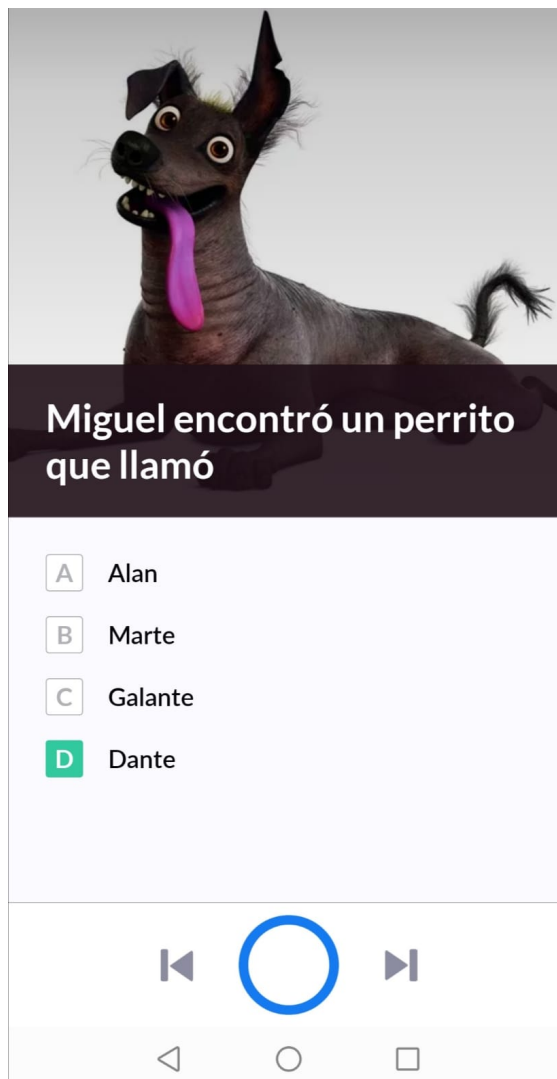 Miguel encontró un perrito
que llamó
A Alan
B Marte
C Galante
D Dante